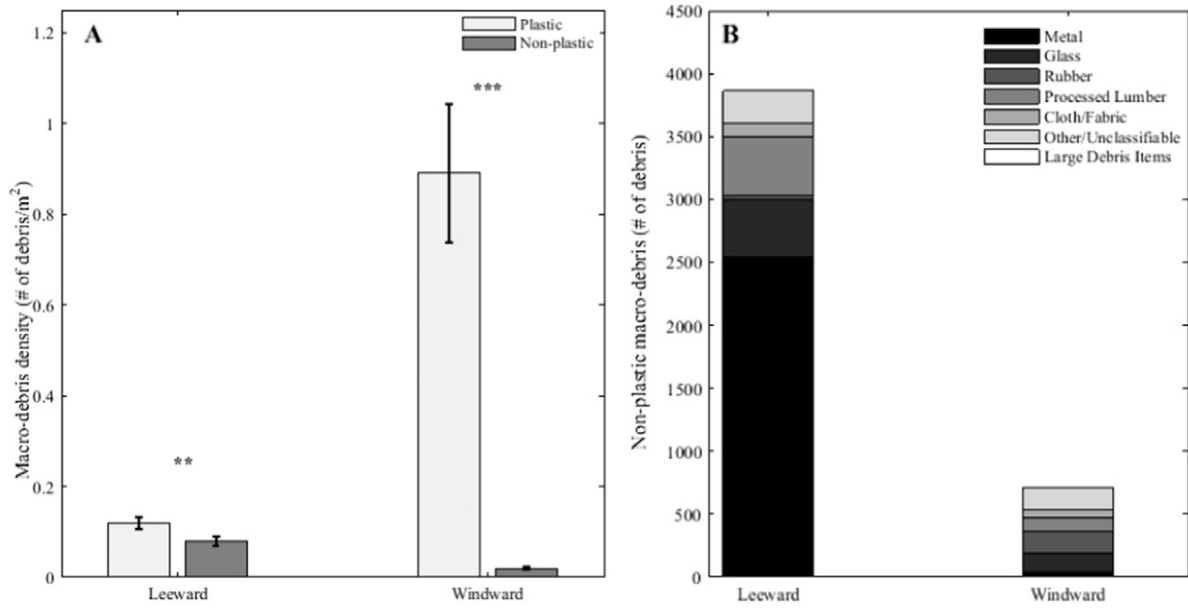 A
Plastic
Non-plastic
1.2
1
0.8
0.6
0.4
0.2
0
***
**
Macro-debris density (# of debris/m²)
Leeward
Windward
B
Metal
Glass
Rubber
Processed Lumber
Cloth/Fabric
Other/Unclassifiable
Large Debris Items
4500
4000
3500
3000
2500
2000
1500
1000
500
0
Non-plastic macro-debris (# of debris)
Leeward
Windward